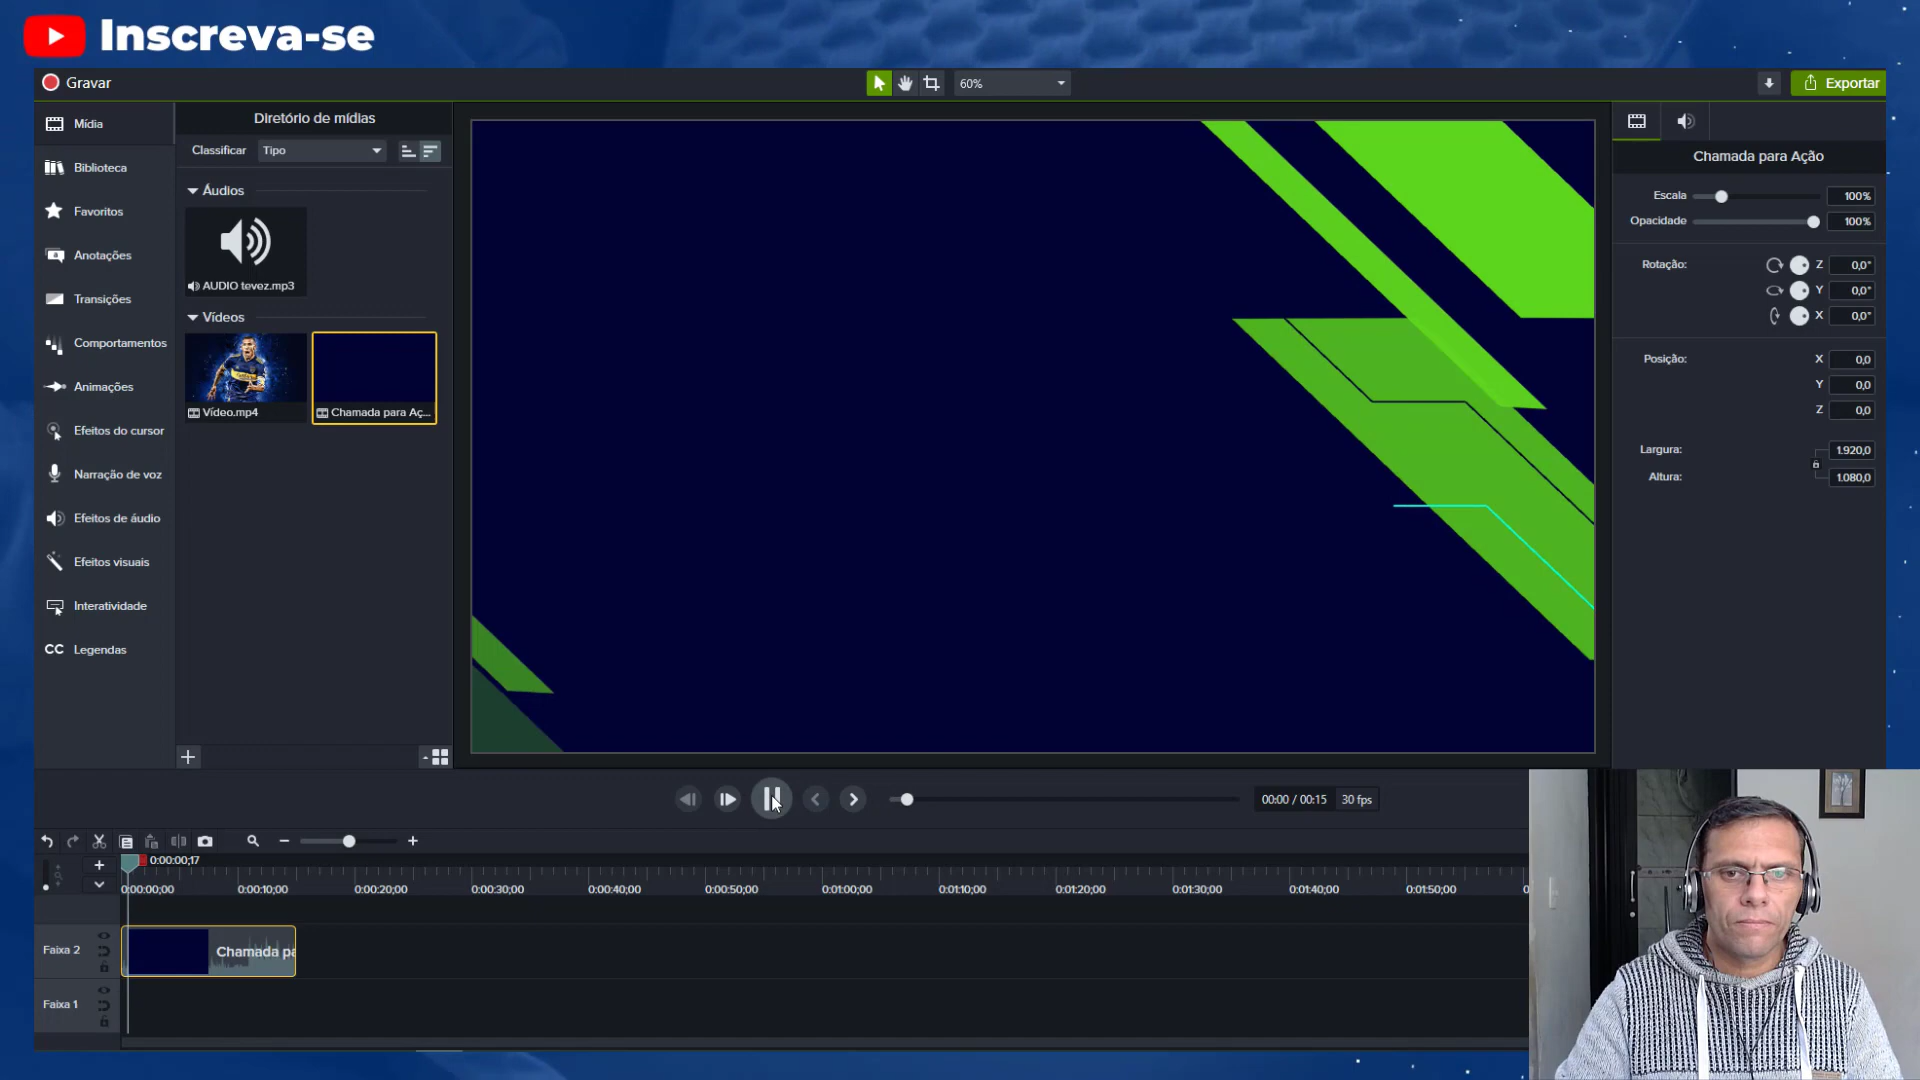 Inscreva-se
Gravar
60%
Exportar
Mídia
Biblioteca
Favoritos
Anotações
Transições
Comportamentos
Animações
Efeitos do cursor
Narração de voz
Efeitos de áudio
Efeitos visuais
Interatividade
CC Legendas
Diretório de mídias
Classificar Tipo
Áudios
AUDIO tevez.mp3
Vídeos
Vídeo.mp4
Chamada para Aç...
Chamada para Ação
Escala 100%
Opacidade 100%
Rotação: Z 0,0°
Y 0,0°
X 0,0°
Posição: X 0,0
Y 0,0
Z 0,0
Largura: 1.920,0
Altura: 1.080,0
00:00 / 00:15 30 fps
0:00:00;17
0:00:00;00 0:00:10;00 0:00:20;00 0:00:30;00 0:00:40;00 0:00:50;00 0:01:00;00 0:01:10;00 0:01:20;00 0:01:30;00 0:01:40;00 0:01:50;00 0
Faixa 2
Chamada pa
Faixa 1